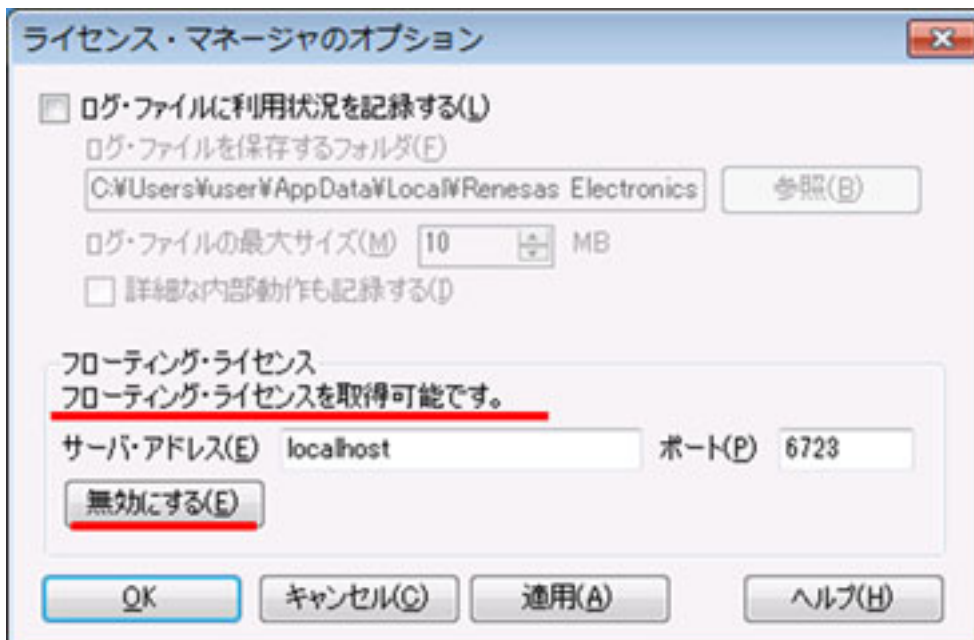 ライセンス・マネージャのオプション
ログ・ファイルに利用状況を記録する(L)
ログ・ファイルを保存するフォルダ(F)
C:¥Users¥user¥AppData¥Local¥Renesas Electronics 参照(B)
ログ・ファイルの最大サイズ(M) 10 MB
詳細な内部動作も記録する(I)
フローティング・ライセンス
フローティング・ライセンスを取得可能です。
サーバ・アドレス(E) localhost ポート(P) 6723
無効にする(E)
OK キャンセル(C) 適用(A) ヘルプ(H)